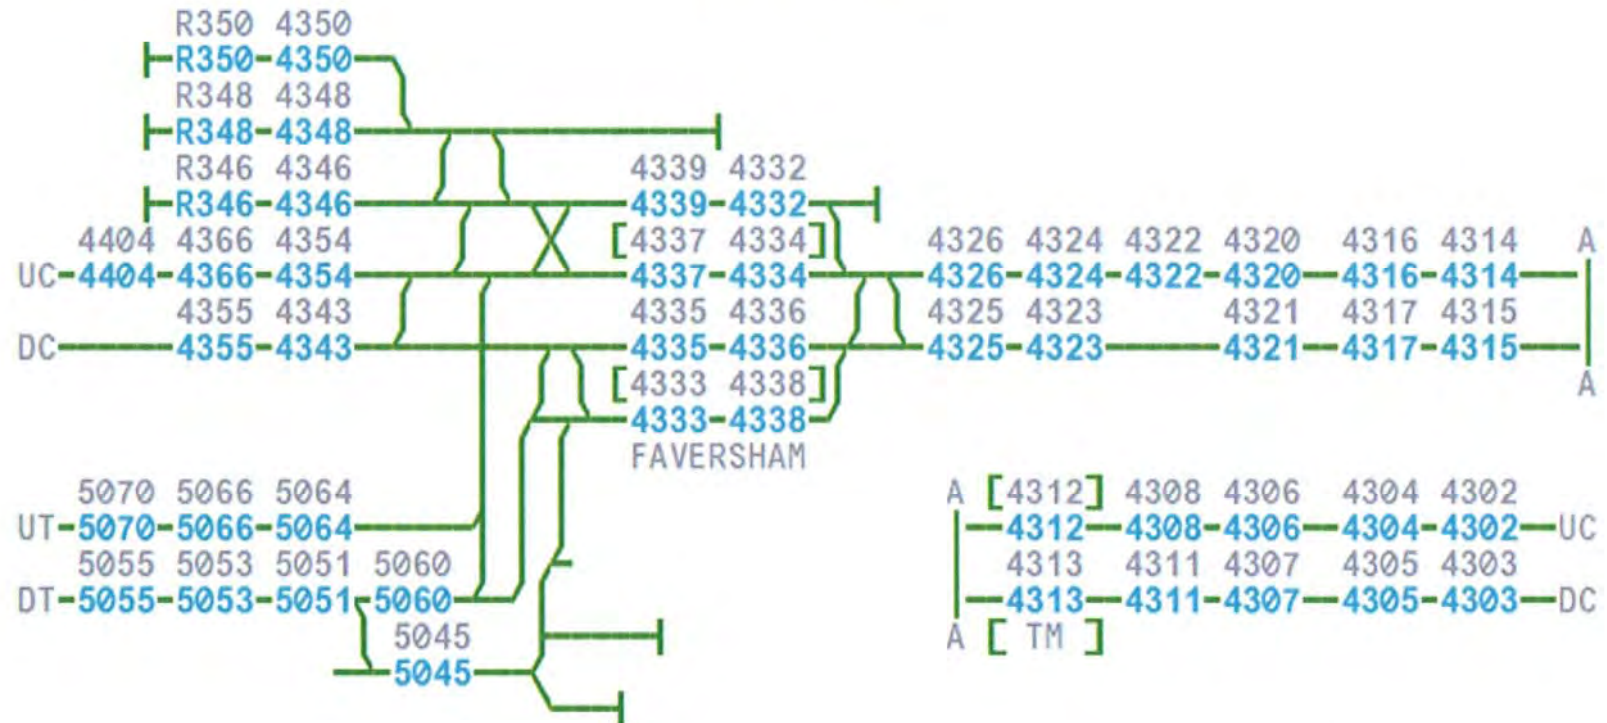 R350 4350
R350 4350
R348 4348
R348 4348
R346 4346 4339 4332
R346 4346 4339 4332
4404 4366 4354 [4337 4334] 4326 4324 4322 4320 4316 4314 A
UC 4404 4366 4354 4337 4334 4326 4324 4322 4320 4316 4314
4355 4343 4335 4336 4325 4323 4321 4317 4315
DC 4355 4343 4335 4336 4325 4323 4321 4317 4315
[4333 4338] A
4333 4338
FAVERSHAM
5070 5066 5064 A [4312] 4308 4306 4304 4302
UT 5070 5066 5064 4312 4308 4306 4304 4302 UC
5055 5053 5051 5060 4313 4311 4307 4305 4303
DT 5055 5053 5051 5060 4313 4311 4307 4305 4303 DC
5045 A [ TM ]
5045